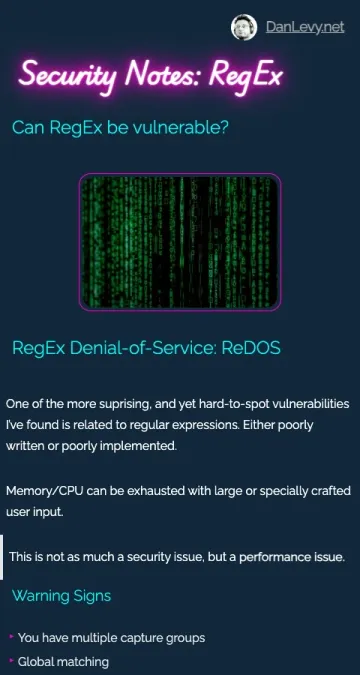 DanLevy.net
Security Notes: RegEx
Can RegEx be vulnerable?
RegEx Denial-of-Service: ReDOS
One of the more suprising, and yet hard-to-spot vulnerabilities
I've found is related to regular expressions. Either poorly
written or poorly implemented.
Memory/CPU can be exhausted with large or specially crafted
user input.
This is not as much a security issue, but a performance issue.
Warning Signs
‣ You have multiple capture groups
‣ Global matching